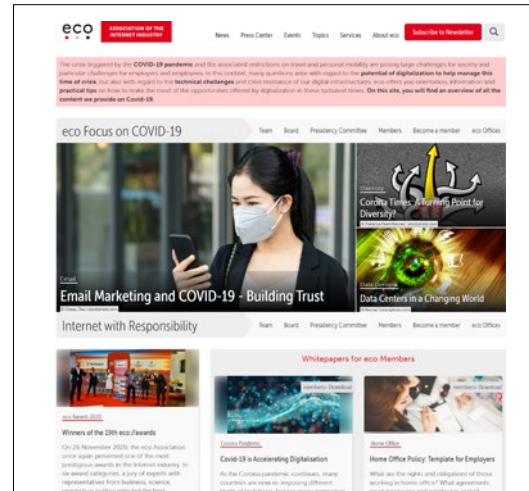 eco
ASSOCIATION OF THE
INTERNET INDUSTRY
News Press Center Events Topics Services About eco Subscribe to Newsletter
The crisis triggered by the COVID-19 pandemic and the associated restrictions on travel and personal mobility are posing large challenges for society and
particular challenges for employers and employees. In this context, many questions arise with regard to the potential of digitalization to help manage this
time of crisis, but also with regard to the technical challenges and crisis resistance of our digital infrastructures. eco offers you orientation, information and
practical tips on how to make the most of the opportunities offered by digitalization in these turbulent times. On this site, you will find an overview of all the
content we provide on Covid-19.
eco Focus on COVID-19
Team Board Presidency Committee Members Become a member eco Offices
Email
Email Marketing and COVID-19 - Building Trust
Diversity
Corona Times: A Turning Point for
Diversity?
Data Centers
Data Centers in a Changing World
Internet with Responsibility
Team Board Presidency Committee Members Become a member eco Offices
eco Awards 2020
Winners of the 19th eco://awards
On 26 November 2020, the eco Association
once again presented one of the most
prestigious awards in the Internet industry. In
six award categories, a jury of experts with
representatives from business, science,
Whitepapers for eco Members
members' Download
Corona Pandemic
Covid-19 is Accelerating Digitalisation
As the Corona pandemic continues, many
countries are now re-imposing different
members' Download
Home Office
Home Office Policy: Template for Employers
What are the rights and obligations of those
working in home office? What agreements